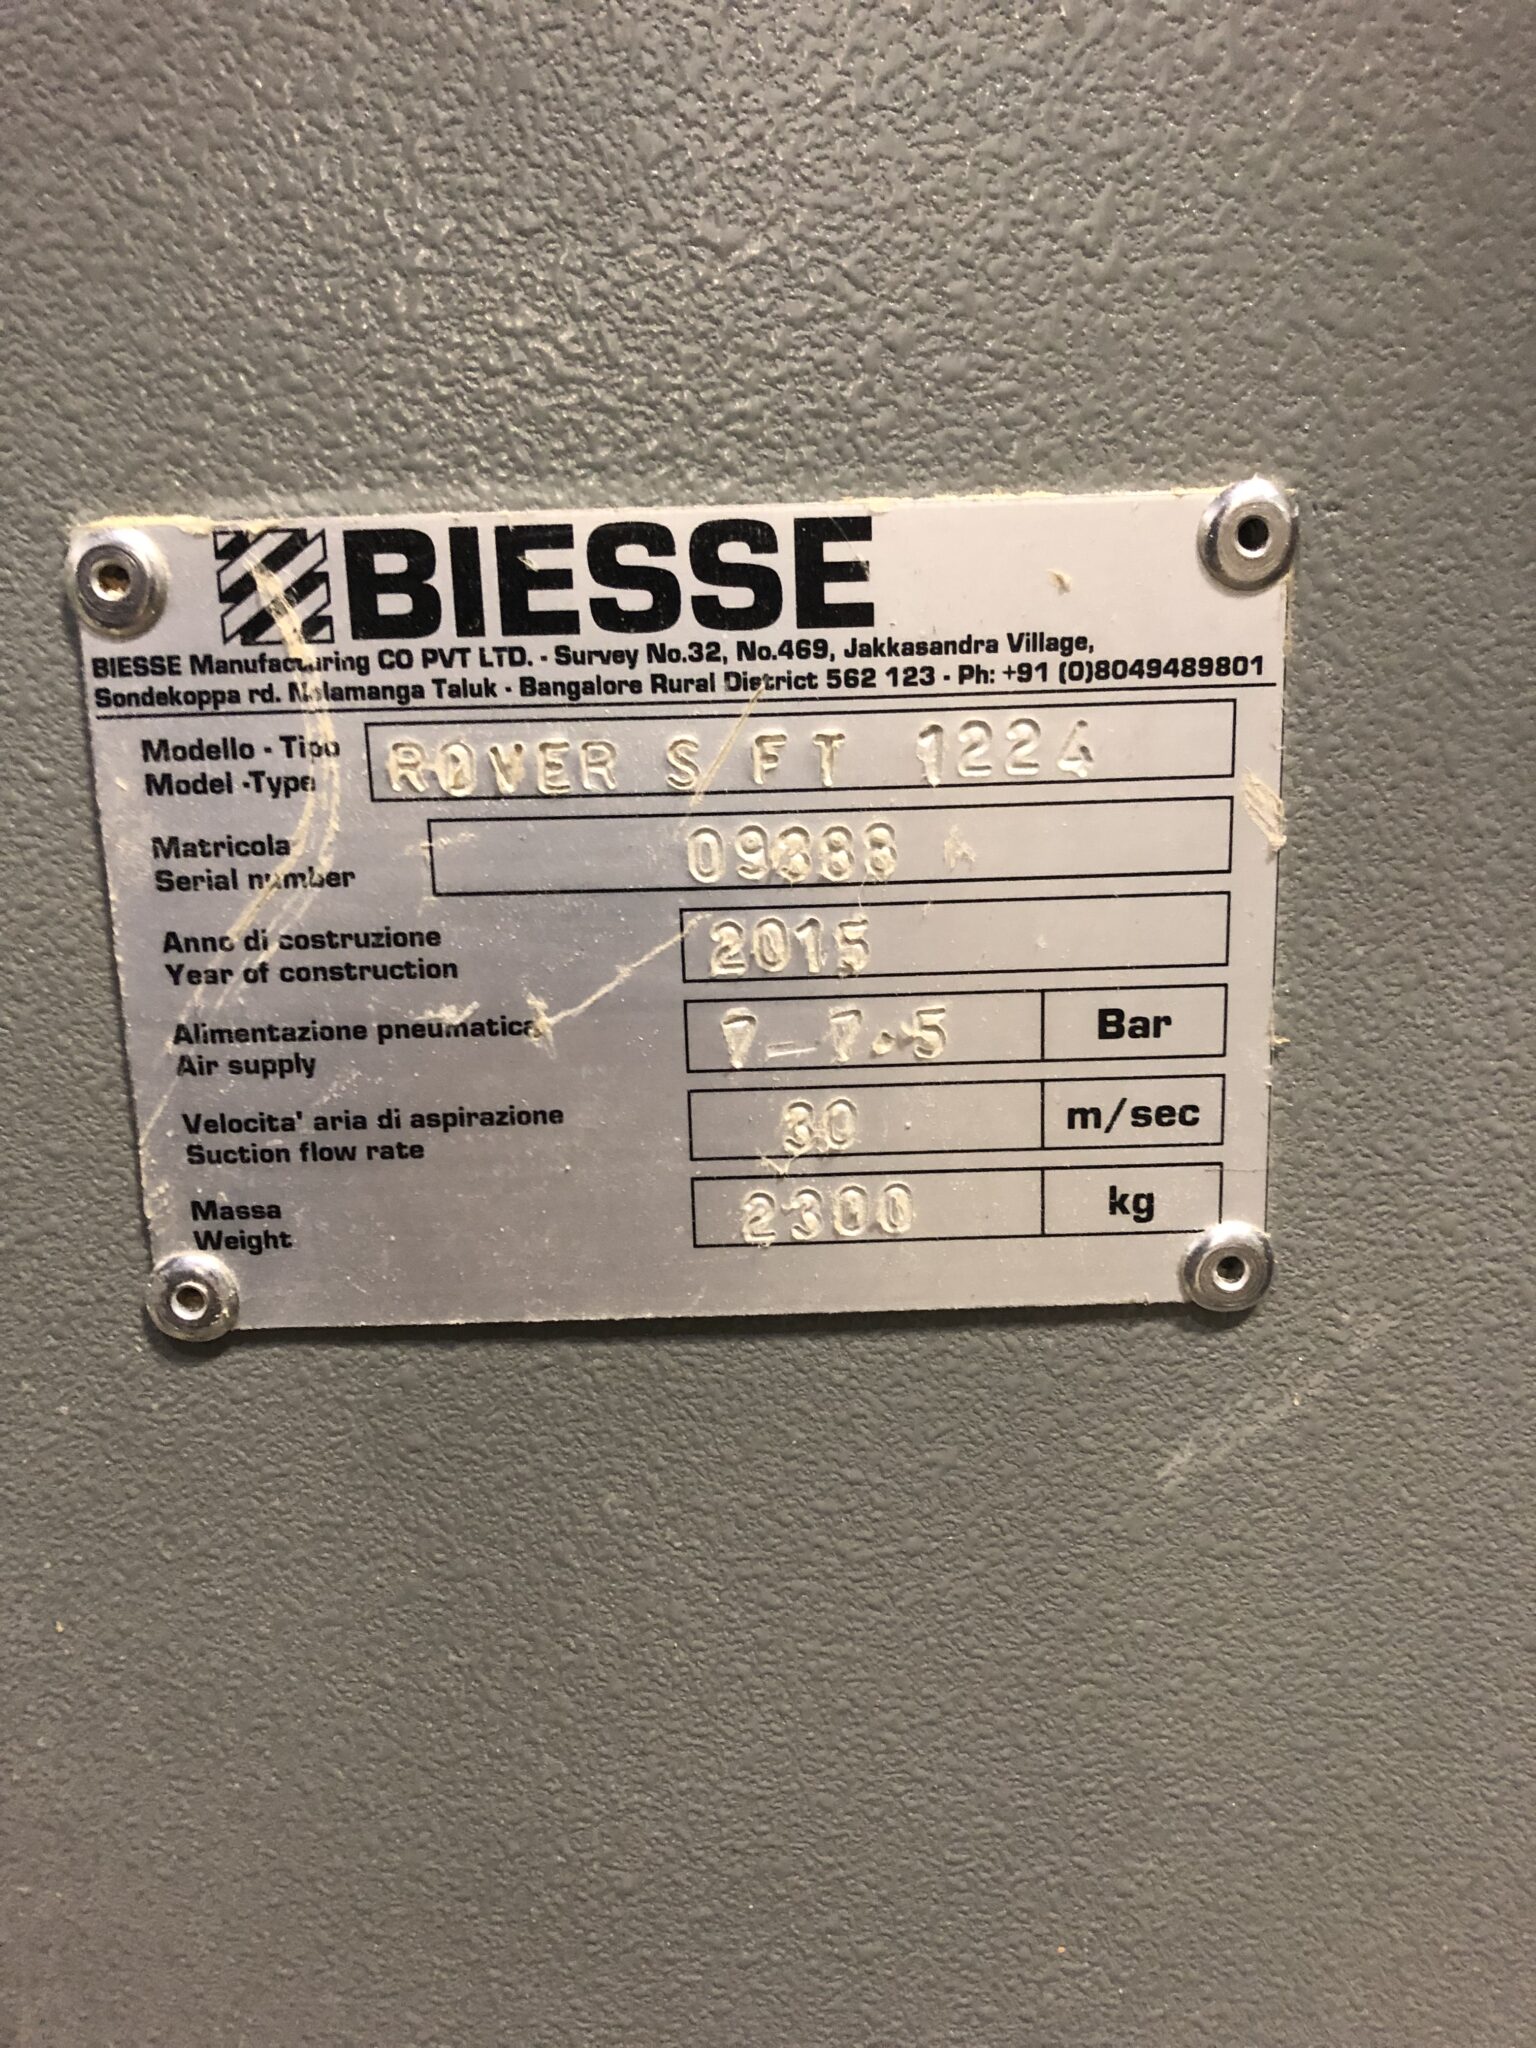 BIESSE
BIESSE Manufacturing CO PVT LTD. - Survey No.32, No.469, Jakkasandra Village,
Sondekoppa rd. Nelamanga Taluk - Bangalore Rural District 562 123 - Ph: +91 (0)8049489801
Modello - Tipo
Model -Type
ROVER S FT 1224
Matricola
Serial number
Anno di costruzione
Year of construction
2015
Alimentazione pneumatica
Air supply
7-7.5 Bar
Velocita' aria di aspirazione
Suction flow rate
30 m/sec
Massa
Weight
2300 kg